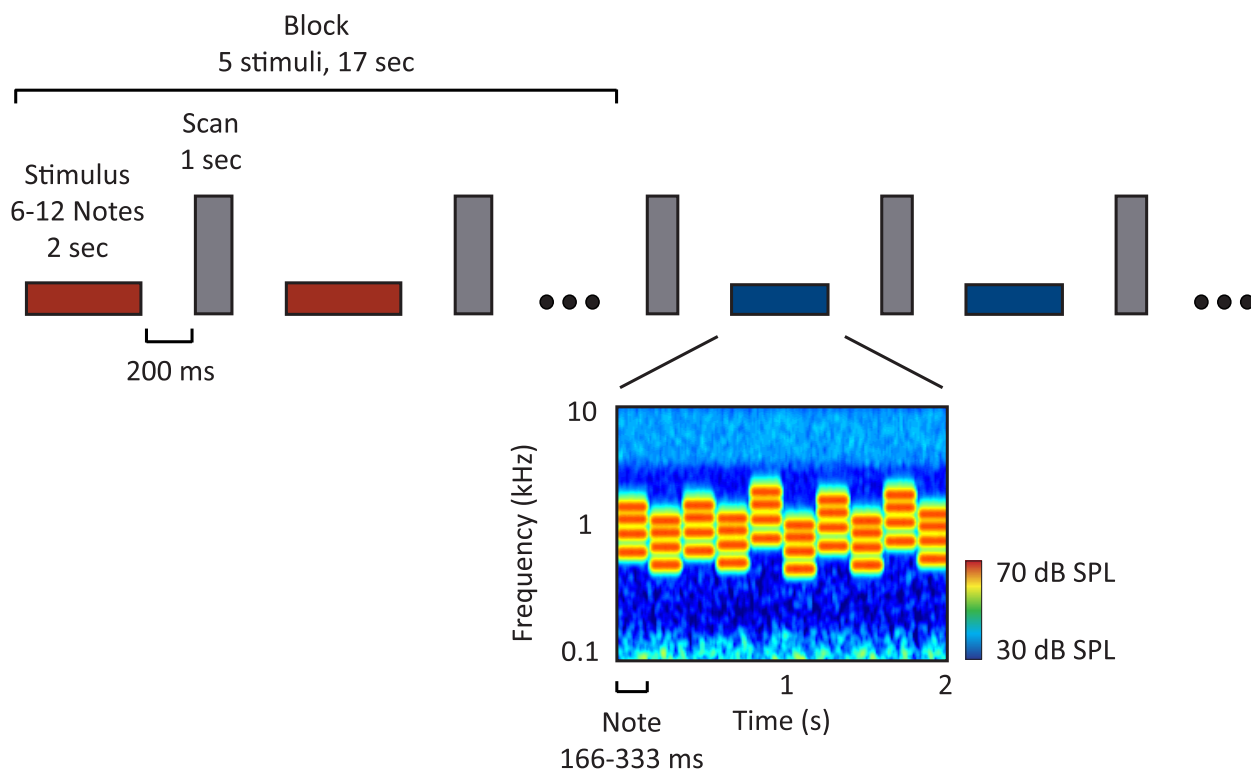 Block
5 stimuli, 17 sec
Scan
1 sec
Stimulus
6-12 Notes
2 sec
200 ms
10
1
0.1
Frequency (kHz)
70 dB SPL
30 dB SPL
1
2
Time (s)
Note
166-333 ms